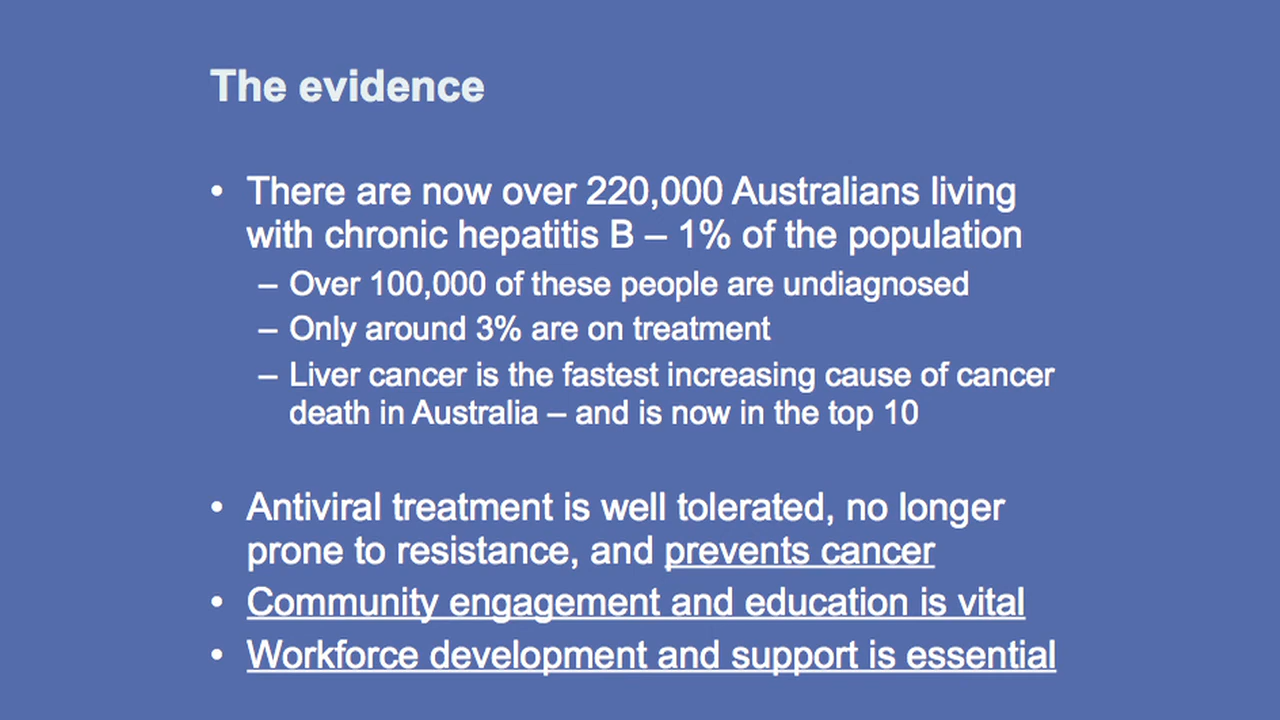 The evidence
• There are now over 220,000 Australians living
with chronic hepatitis B – 1% of the population
– Over 100,000 of these people are undiagnosed
– Only around 3% are on treatment
– Liver cancer is the fastest increasing cause of cancer
death in Australia – and is now in the top 10
• Antiviral treatment is well tolerated, no longer
prone to resistance, and prevents cancer
• Community engagement and education is vital
• Workforce development and support is essential